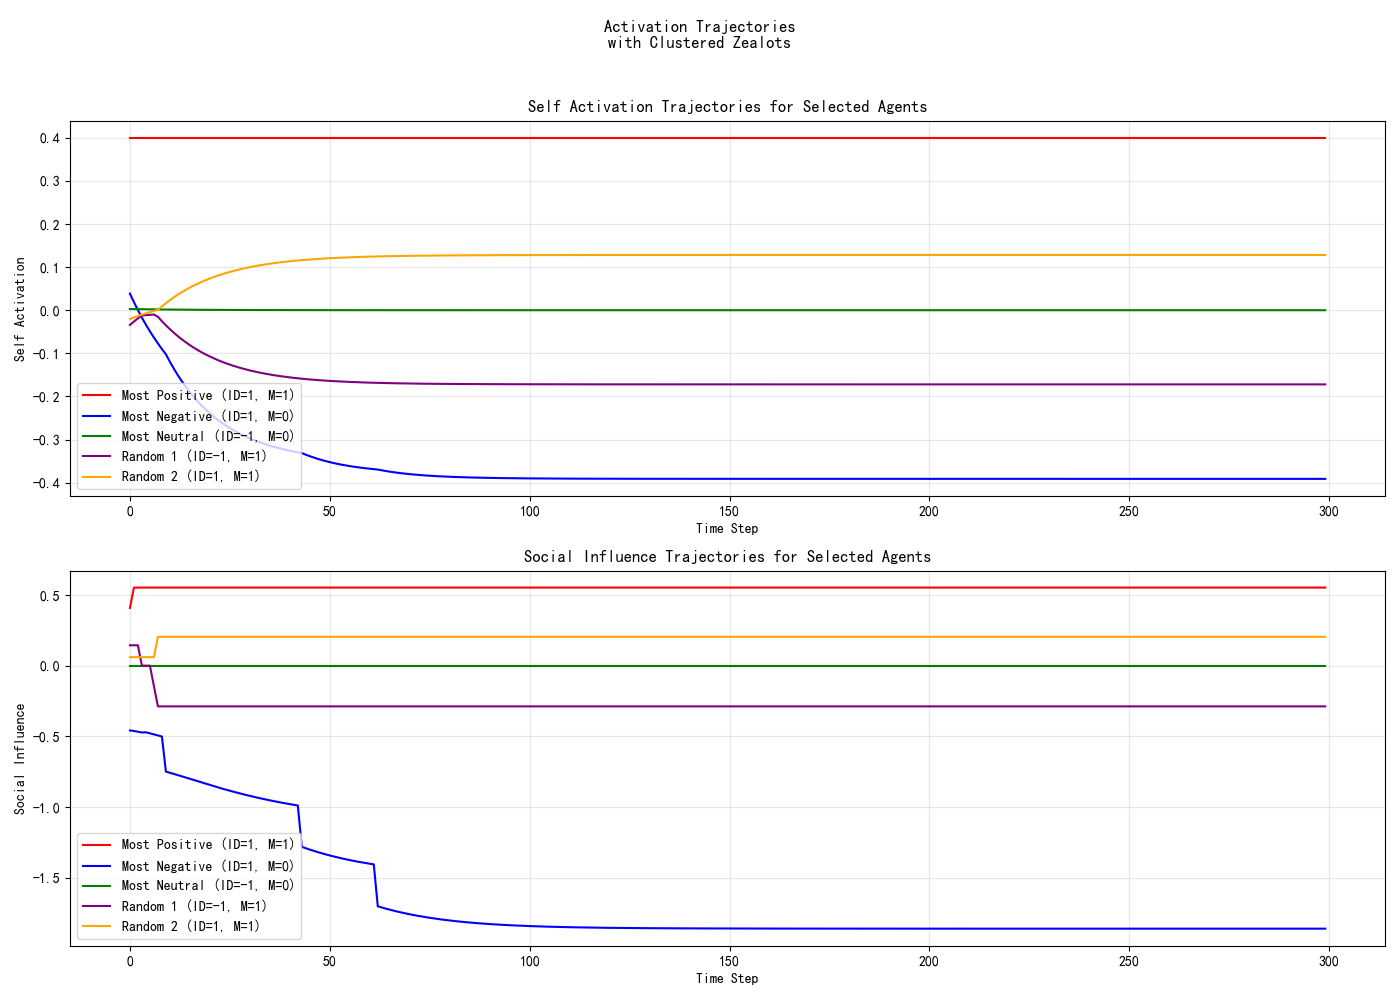 Activation Trajectories
with Clustered Zealots
Self Activation Trajectories for Selected Agents
Self Activation
0.4
0.3
0.2
0.1
0.0
−0.1
−0.2
−0.3
−0.4
Most Positive (ID=1, M=1)
Most Negative (ID=1, M=0)
Most Neutral (ID=-1, M=0)
Random 1 (ID=-1, M=1)
Random 2 (ID=1, M=1)
0 50 100 150 200 250 300
Time Step
Social Influence Trajectories for Selected Agents
Social Influence
0.5
0.0
−0.5
−1.0
−1.5
Most Positive (ID=1, M=1)
Most Negative (ID=1, M=0)
Most Neutral (ID=-1, M=0)
Random 1 (ID=-1, M=1)
Random 2 (ID=1, M=1)
0 50 100 150 200 250 300
Time Step